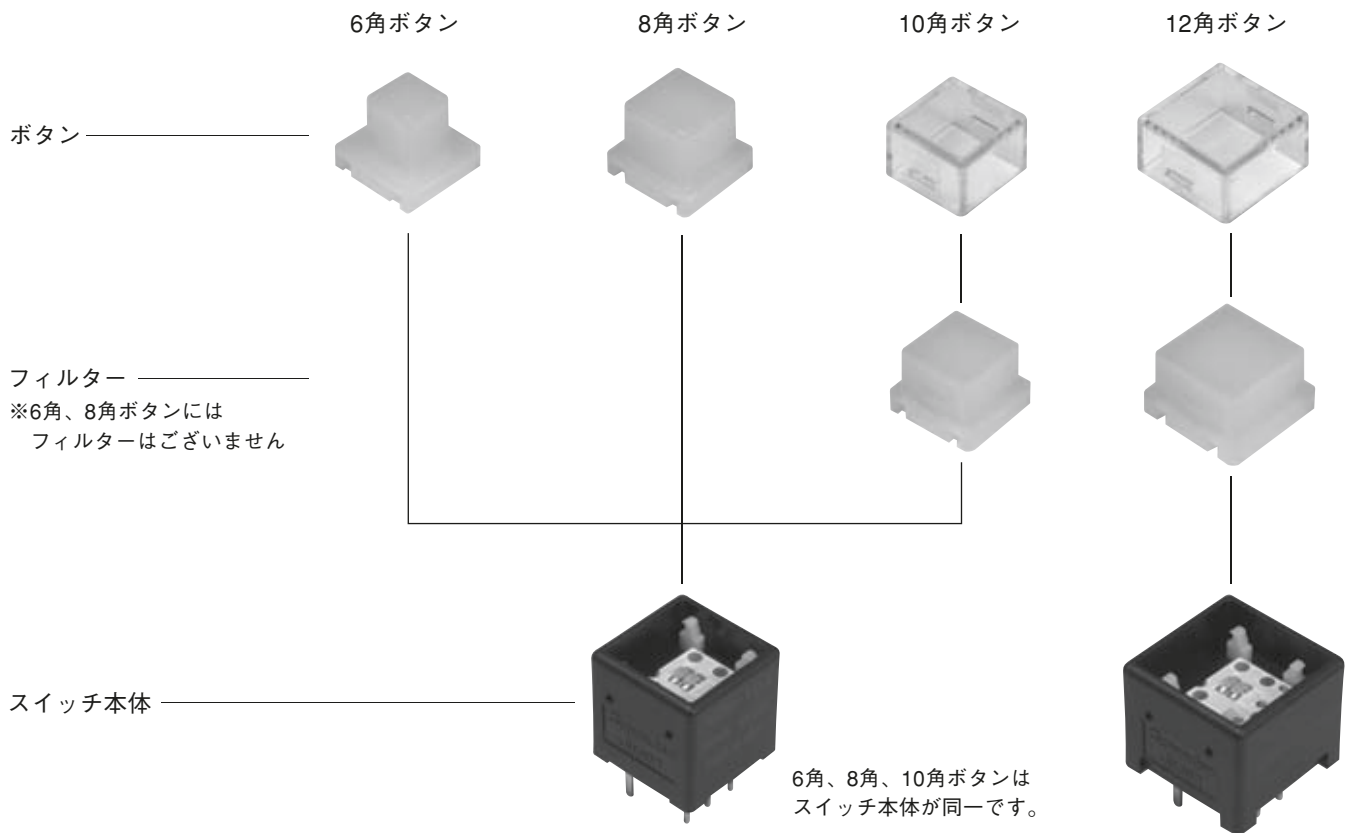 6角ボタン
8角ボタン
10角ボタン
12角ボタン
ボタン
フィルター
※6角、8角ボタンには
フィルターはございません
スイッチ本体
6角、8角、10角ボタンは
スイッチ本体が同一です。